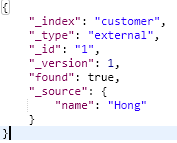 {
    "_index": "customer",
    "_type": "external",
    "_id": "1",
    "_version": 1,
    "found": true,
    "_source": {
        "name": "Hong"
    }
}